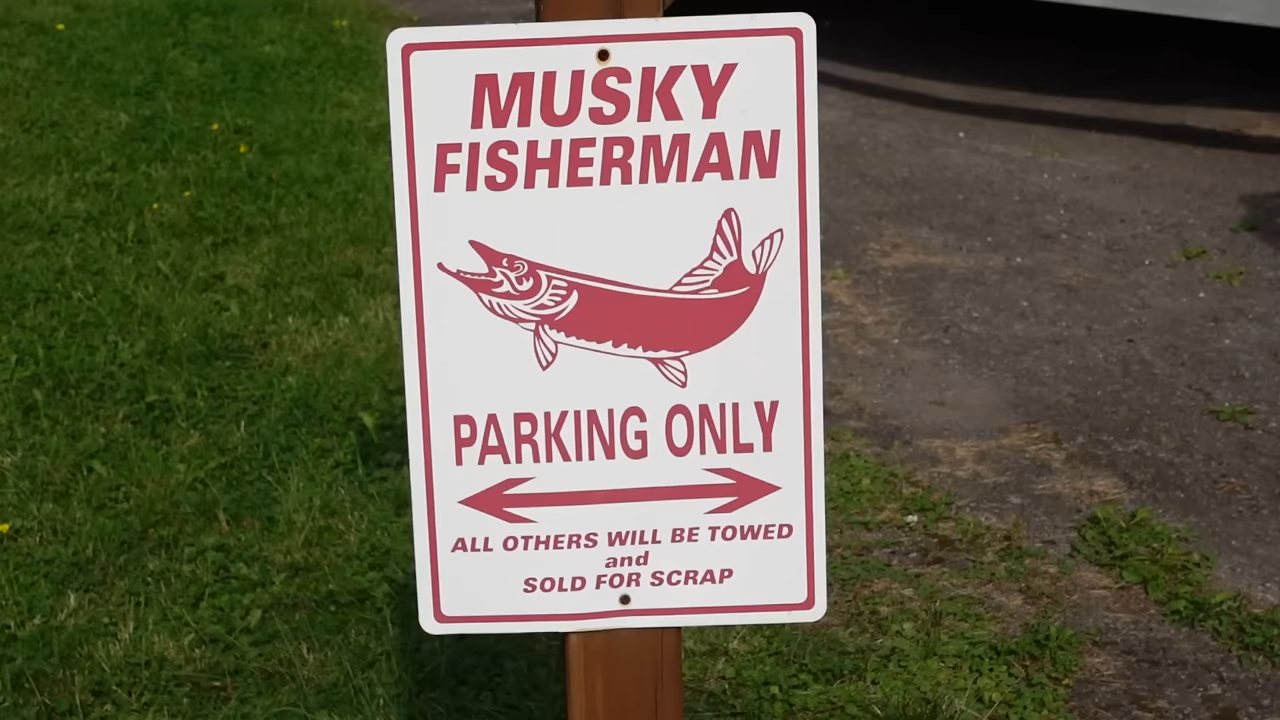 MUSKY
FISHERMAN
PARKING ONLY
ALL OTHERS WILL BE TOWED
and
SOLD FOR SCRAP